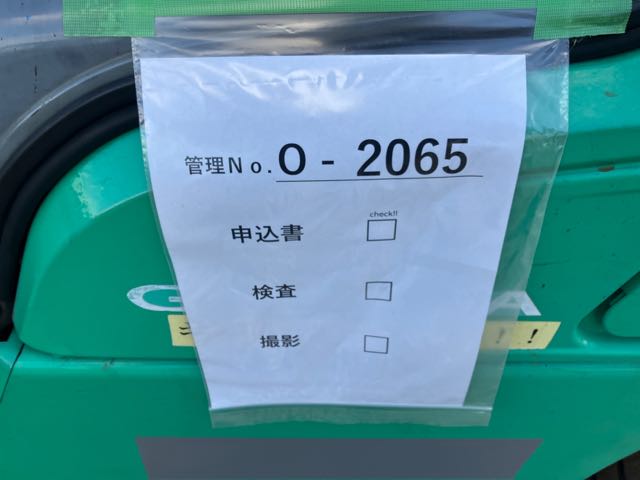 管理No. O - 2065
check!!
申込書 □
検査 □
撮影 □
!